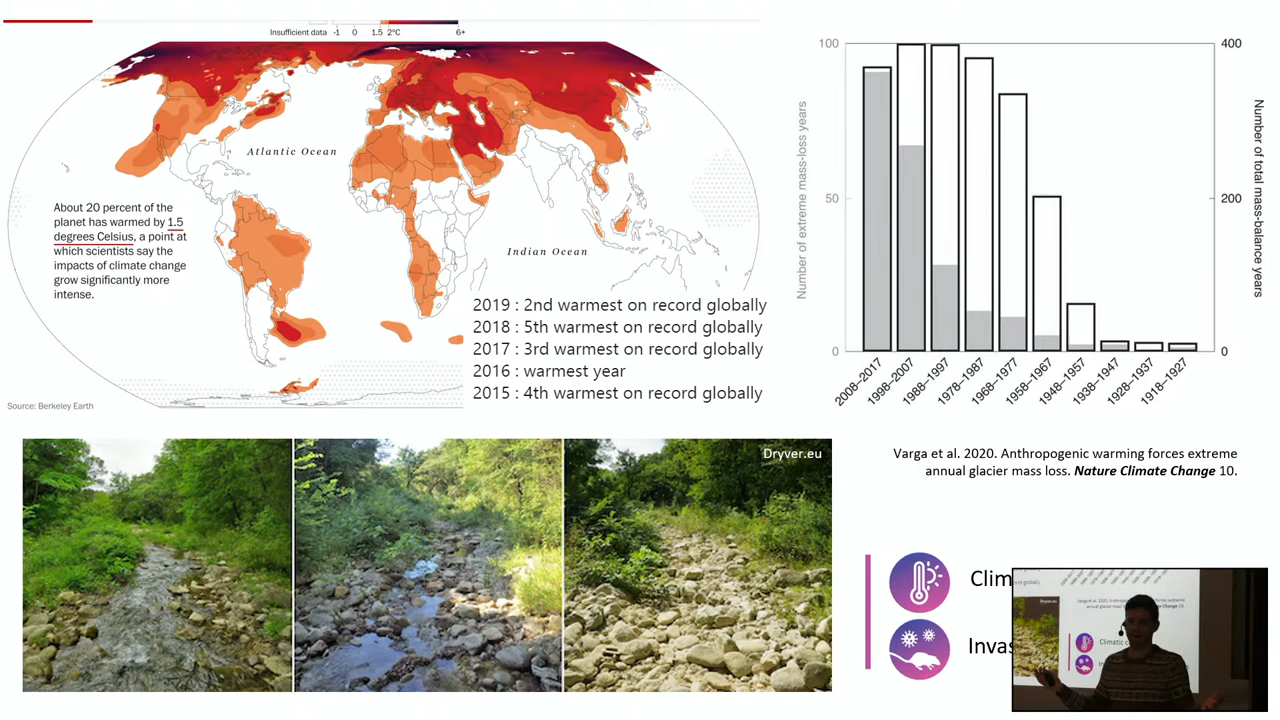 Insufficient data -1 0 1.5 2°C 6+
Atlantic Ocean
About 20 percent of the
planet has warmed by 1.5
degrees Celsius, a point at
which scientists say the
impacts of climate change
grow significantly more
intense.
Indian Ocean
2019 : 2nd warmest on record globally
2018 : 5th warmest on record globally
2017 : 3rd warmest on record globally
2016 : warmest year
2015 : 4th warmest on record globally
Source: Berkeley Earth
Number of extreme mass-loss years
100
50
0
400
200
0
Number of total mass-balance years
2008–2017
1998–2007
1988–1997
1978–1987
1968–1977
1958–1967
1948–1957
1938–1947
1928–1937
1918–1927
Dryver.eu
Varga et al. 2020. Anthropogenic warming forces extreme
annual glacier mass loss. Nature Climate Change 10.
Clim
Invas